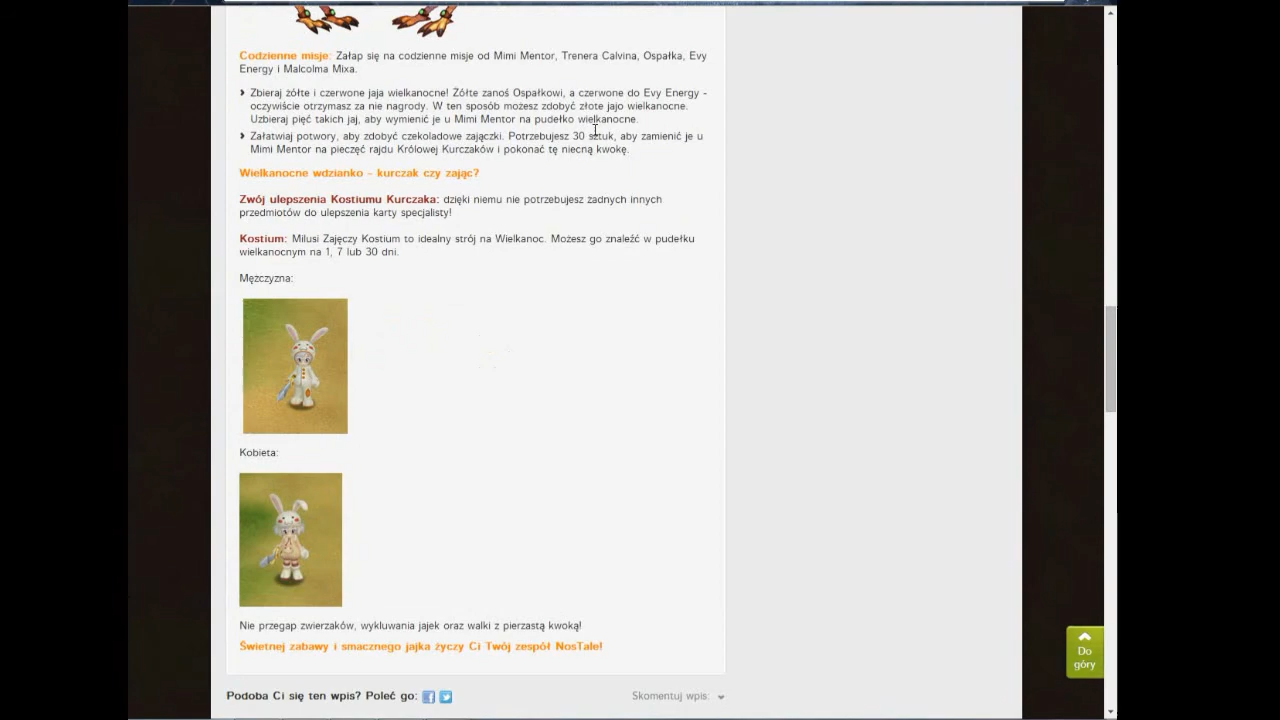 Codzienne misje: Załap się na codzienne misje od Mimi Mentor, Trenera Calvina, Ospałka, Evy
Energy i Malcolma Mixa.
Zbieraj żółte i czerwone jaja wielkanocne! Żółte zanoś Ospałkowi, a czerwone do Evy Energy -
oczywiście otrzymasz za nie nagrody. W ten sposób możesz zdobyć złote jajo wielkanocne.
Uzbieraj pięć takich jaj, aby wymienić je u Mimi Mentor na pudełko wielkanocne.
Załatwiaj potwory, aby zdobyć czekoladowe zajączki. Potrzebujesz 30 sztuk, aby zamienić je u
Mimi Mentor na pieczęć rajdu Królowej Kurczaków i pokonać tę niecną kwokę.
Wielkanocne wdzianko – kurczak czy zając?
Zwój ulepszenia Kostiumu Kurczaka: dzięki niemu nie potrzebujesz żadnych innych
przedmiotów do ulepszenia karty specjalisty!
Kostium: Milusi Zajęczy Kostium to idealny strój na Wielkanoc. Możesz go znaleźć w pudełku
wielkanocnym na 1, 7 lub 30 dni.
Mężczyzna:
Kobieta:
Nie przegap zwierzaków, wykluwania jajek oraz walki z pierzastą kwoką!
Świetnej zabawy i smacznego jajka życzy Ci Twój zespół NosTale!
Podoba Ci się ten wpis? Poleć go:
Skomentuj wpis:
Do
góry